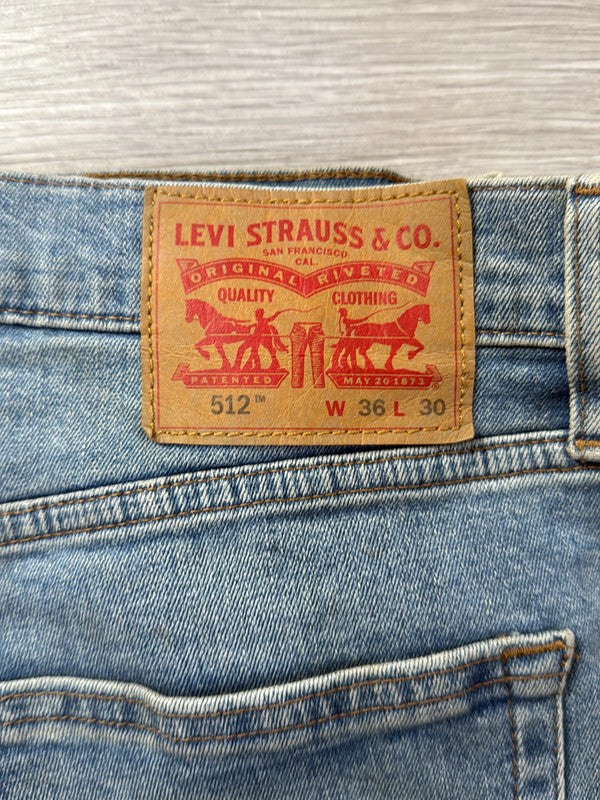 LEVI STRAUSS & CO.
SAN FRANCISCO
CAL.
ORIGINAL RIVETED
QUALITY CLOTHING
PATENTED MAY 20 1873
512™ W 36 L 30